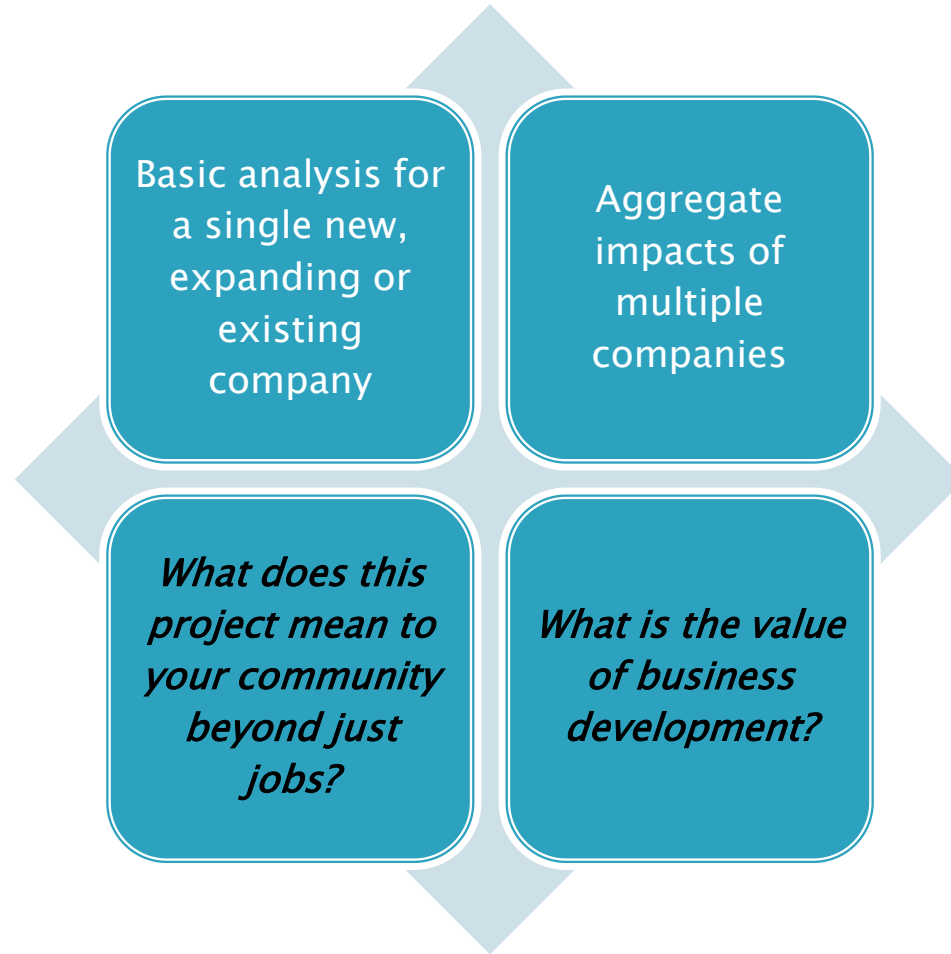 Basic analysis for
a single new,
expanding or
existing
company
Aggregate
impacts of
multiple
companies
What does this
project mean to
your community
beyond just
jobs?
What is the value
of business
development?